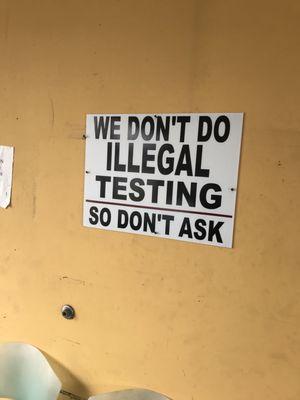 WE DON'T DO
ILLEGAL
TESTING
SO DON'T ASK